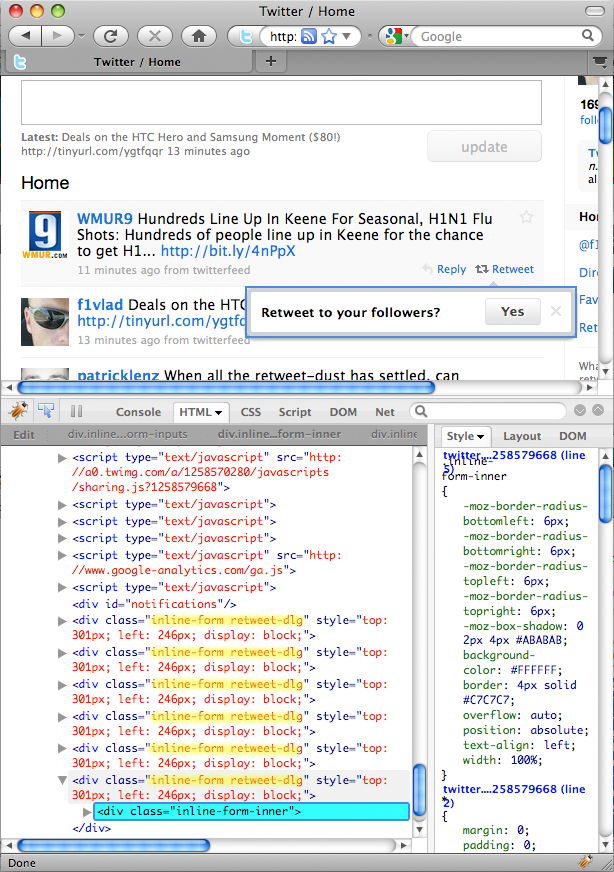 Twitter / Home
http:
Google
Twitter / Home
Latest: Deals on the HTC Hero and Samsung Moment ($80!)
http://tinyurl.com/ygtfqqr 13 minutes ago
update
169
follo
Tw
n.
al
Home
Hom
@f1
Dire
Fav
Ret
What
9
WMUR.COM
WMUR9 Hundreds Line Up In Keene For Seasonal, H1N1 Flu
Shots: Hundreds of people line up in Keene for the chance
to get H1... http://bit.ly/4nPpX
11 minutes ago from twitterfeed
Reply Retweet
f1vlad Deals on the HTC
http://tinyurl.com/ygtfq
13 minutes ago
Retweet to your followers?
Yes
patricklenz When all the retweet-dust has settled, can
Console HTML CSS Script DOM Net
Edit div.inline...orm-inputs div.inline...form-inner div.inline
<script type="text/javascript" src="http:
//a0.twimg.com/a/1258570280/javascripts
/sharing.js?1258579668">
<script type="text/javascript">
<script type="text/javascript">
<script type="text/javascript">
<script type="text/javascript" src="http:
//www.google-analytics.com/ga.js">
<script type="text/javascript">
<div id="notifications"/>
<div class="inline-form retweet-dlg" style="top:
301px; left: 246px; display: block;">
<div class="inline-form retweet-dlg" style="top:
301px; left: 246px; display: block;">
<div class="inline-form retweet-dlg" style="top:
301px; left: 246px; display: block;">
<div class="inline-form retweet-dlg" style="top:
301px; left: 246px; display: block;">
<div class="inline-form retweet-dlg" style="top:
301px; left: 246px; display: block;">
<div class="inline-form retweet-dlg" style="top:
301px; left: 246px; display: block;">
<div class="inline-form-inner">
</div>
Style Layout DOM
twitter....258579668 (line
5)
.inline-
form-inner
{
-moz-border-radius-
bottomleft: 6px;
-moz-border-radius-
bottomright: 6px;
-moz-border-radius-
topleft: 6px;
-moz-border-radius-
topright: 6px;
-moz-box-shadow: 0
2px 4px #ABABAB;
background-
color: #FFFFFF;
border: 4px solid
#C7C7C7;
overflow: auto;
position: absolute;
text-align: left;
width: 100%;
}
twitter....258579668 (line
2)
*
{
margin: 0;
padding: 0;
Done